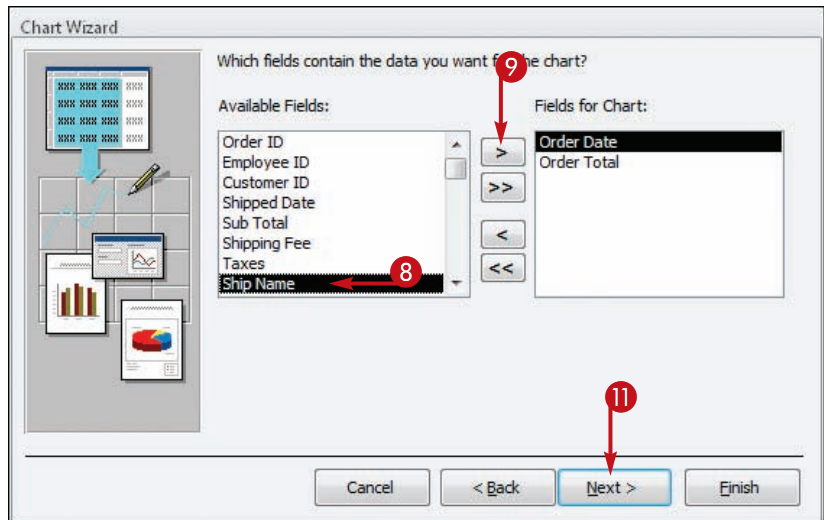 Chart Wizard
Which fields contain the data you want f the chart?
9
Available Fields:
Fields for Chart:
Order ID
Employee ID
Customer ID
Shipped Date
Sub Total
Shipping Fee
Taxes
Ship Name
8
>
>>
<
<<
Order Date
Order Total
11
Cancel
< Back
Next >
Finish